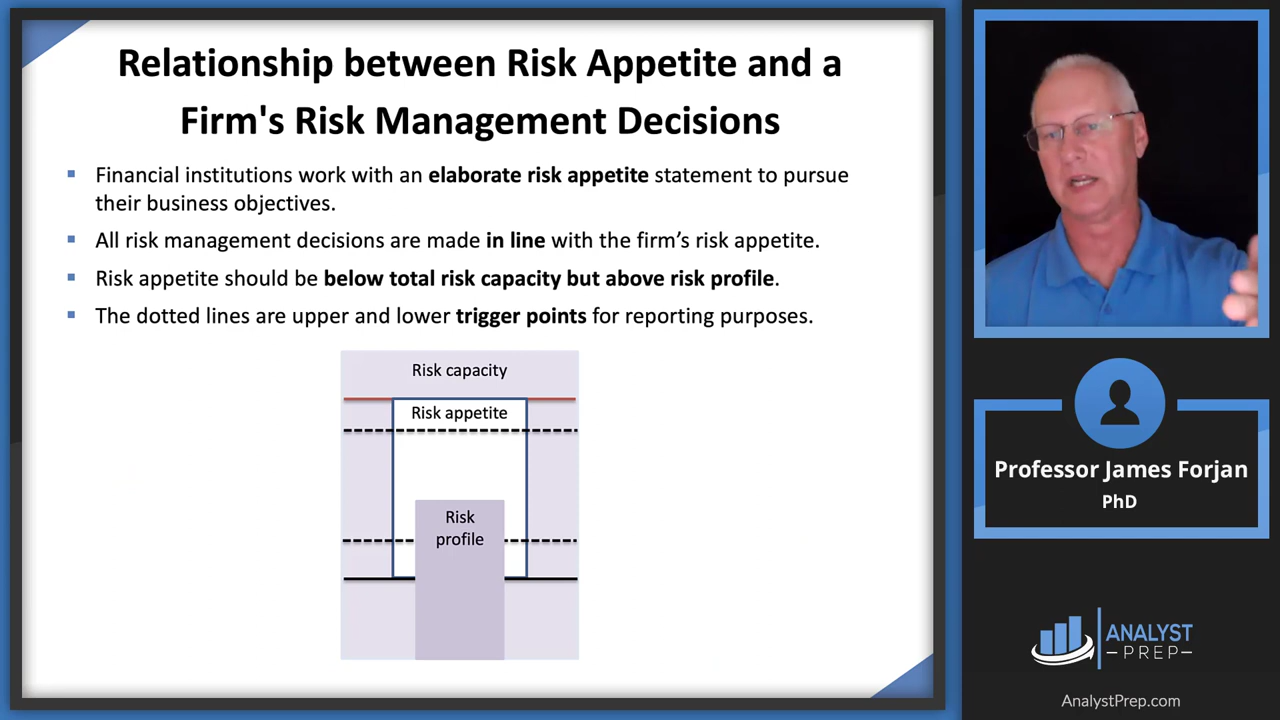 Relationship between Risk Appetite and a
Firm's Risk Management Decisions
Financial institutions work with an elaborate risk appetite statement to pursue
their business objectives.
All risk management decisions are made in line with the firm's risk appetite.
Risk appetite should be below total risk capacity but above risk profile.
The dotted lines are upper and lower trigger points for reporting purposes.
Risk capacity
Risk appetite
Risk
profile
Professor James Forjan
PhD
ANALYST
PREP
AnalystPrep.com